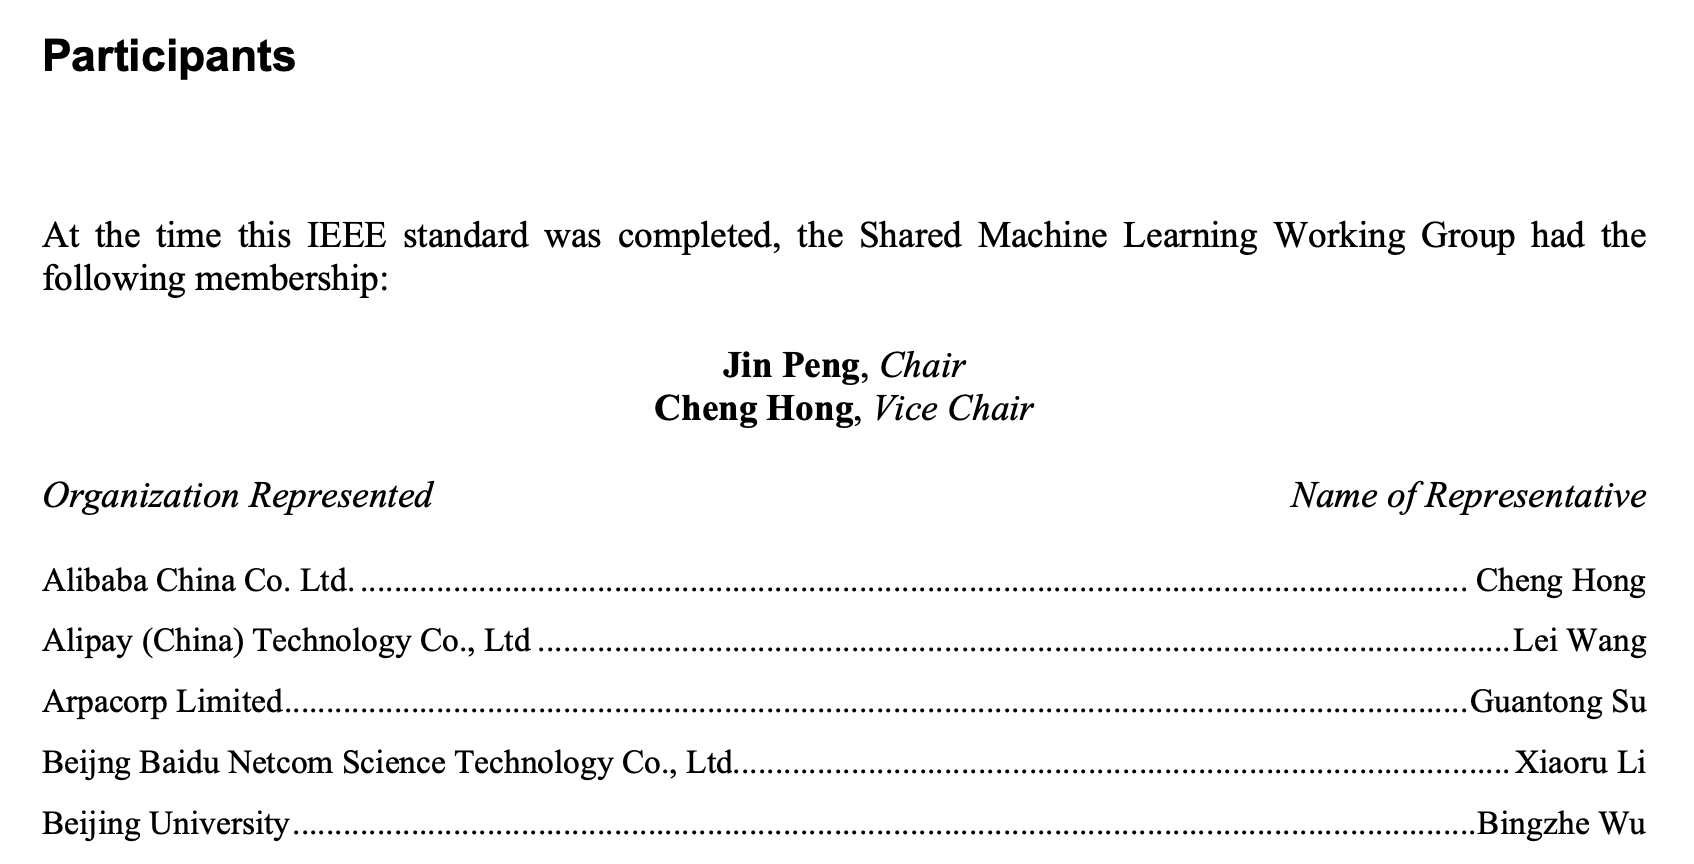 Participants
At the time this IEEE standard was completed, the Shared Machine Learning Working Group had the
following membership:
Jin Peng, Chair
Cheng Hong, Vice Chair
Organization Represented Name of Representative
Alibaba China Co. Ltd. ........................................................................................................................................ Cheng Hong
Alipay (China) Technology Co., Ltd ....................................................................................................................Lei Wang
Arpacorp Limited...............................................................................................................................................Guantong Su
Beijng Baidu Netcom Science Technology Co., Ltd............................................................................................. Xiaoru Li
Beijing University...............................................................................................................................................Bingzhe Wu